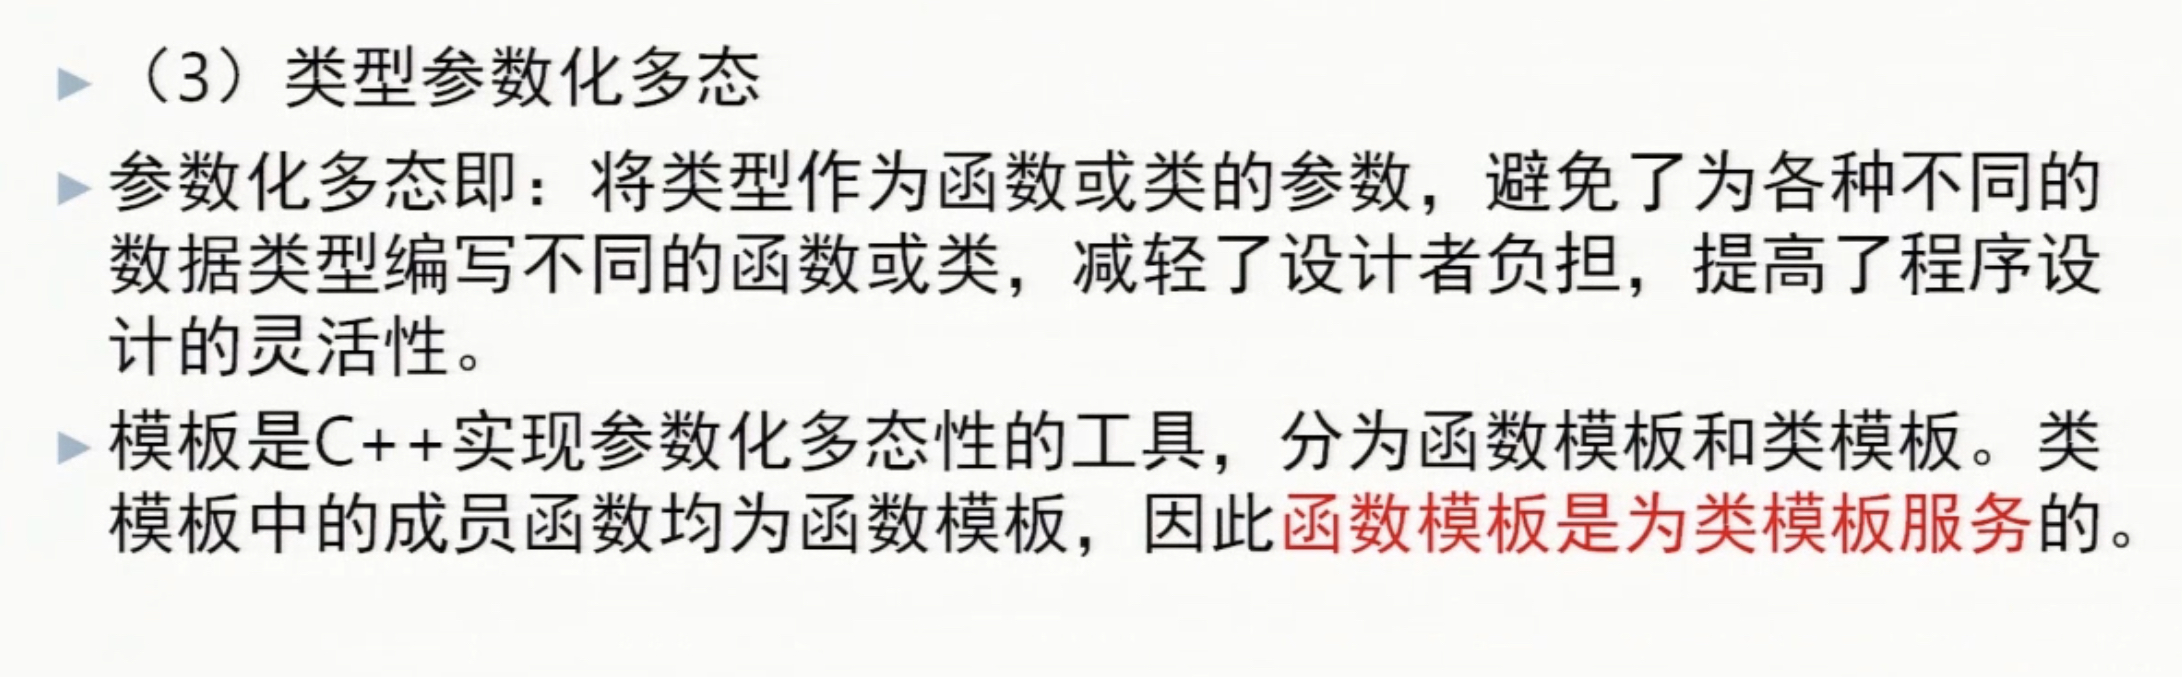 （3）类型参数化多态
参数化多态即：将类型作为函数或类的参数，避免了为各种不同的
数据类型编写不同的函数或类，减轻了设计者负担，提高了程序设
计的灵活性。
模板是C++实现参数化多态性的工具，分为函数模板和类模板。类
模板中的成员函数均为函数模板，因此函数模板是为类模板服务的。